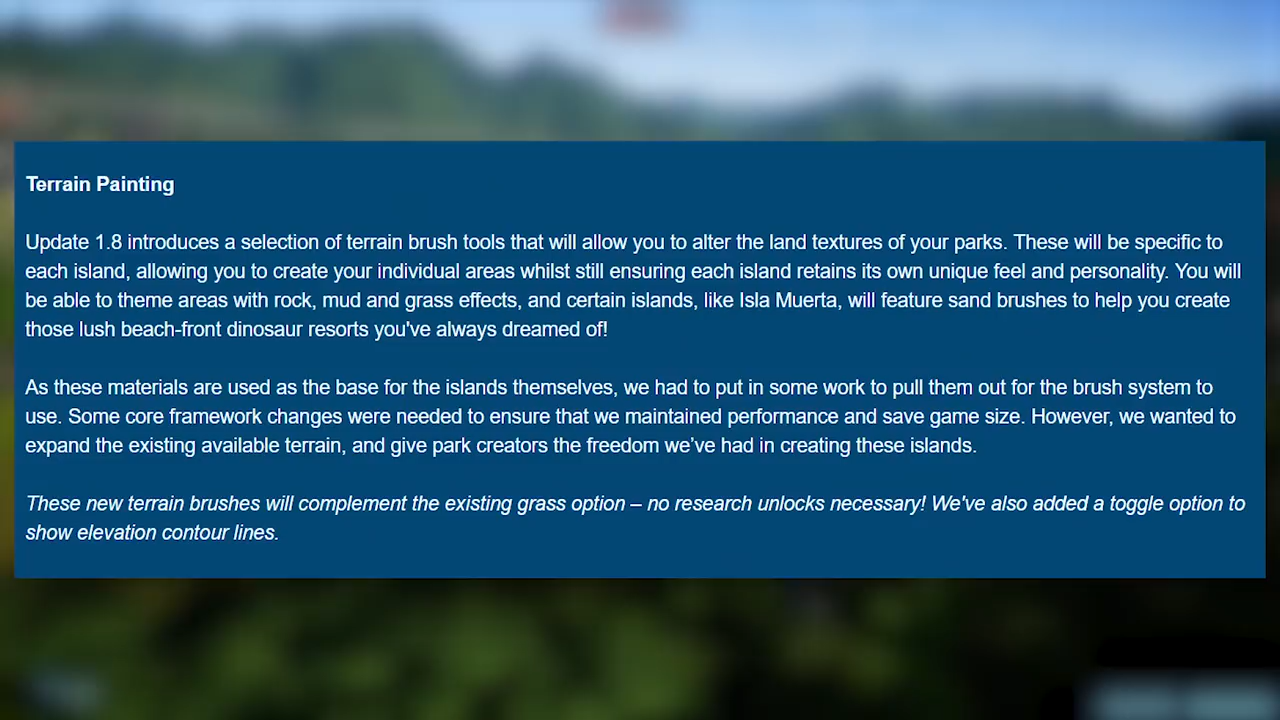 Terrain Painting
Update 1.8 introduces a selection of terrain brush tools that will allow you to alter the land textures of your parks. These will be specific to
each island, allowing you to create your individual areas whilst still ensuring each island retains its own unique feel and personality. You will
be able to theme areas with rock, mud and grass effects, and certain islands, like Isla Muerta, will feature sand brushes to help you create
those lush beach-front dinosaur resorts you've always dreamed of!
As these materials are used as the base for the islands themselves, we had to put in some work to pull them out for the brush system to
use. Some core framework changes were needed to ensure that we maintained performance and save game size. However, we wanted to
expand the existing available terrain, and give park creators the freedom we’ve had in creating these islands.
These new terrain brushes will complement the existing grass option – no research unlocks necessary! We've also added a toggle option to
show elevation contour lines.